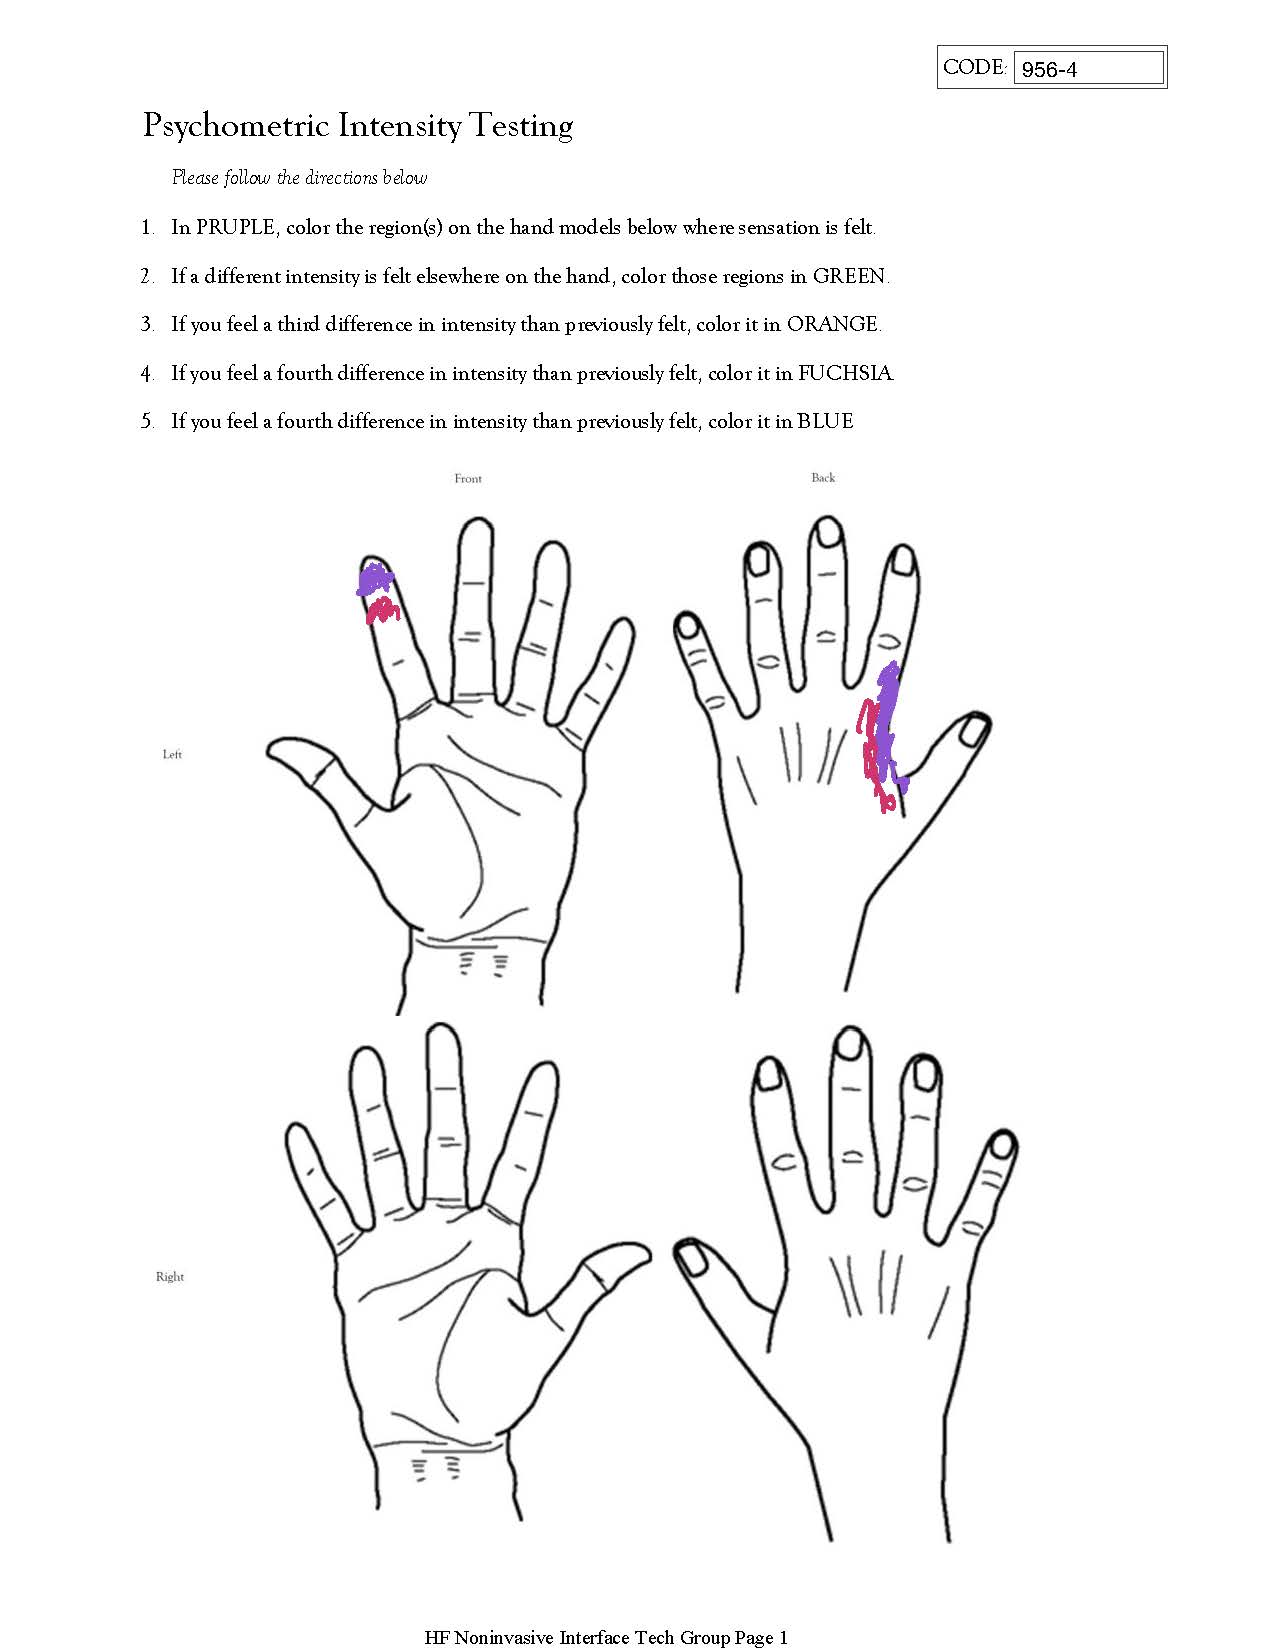 CODE: 956-4
Psychometric Intensity Testing
Please follow the directions below
1. In PRUPLE, color the region(s) on the hand models below where sensation is felt.
2. If a different intensity is felt elsewhere on the hand, color those regions in GREEN.
3. If you feel a third difference in intensity than previously felt, color it in ORANGE.
4. If you feel a fourth difference in intensity than previously felt, color it in FUCHSIA.
5. If you feel a fourth difference in intensity than previously felt, color it in BLUE
Front
Back
Left
Right
HF Noninvasive Interface Tech Group Page 1